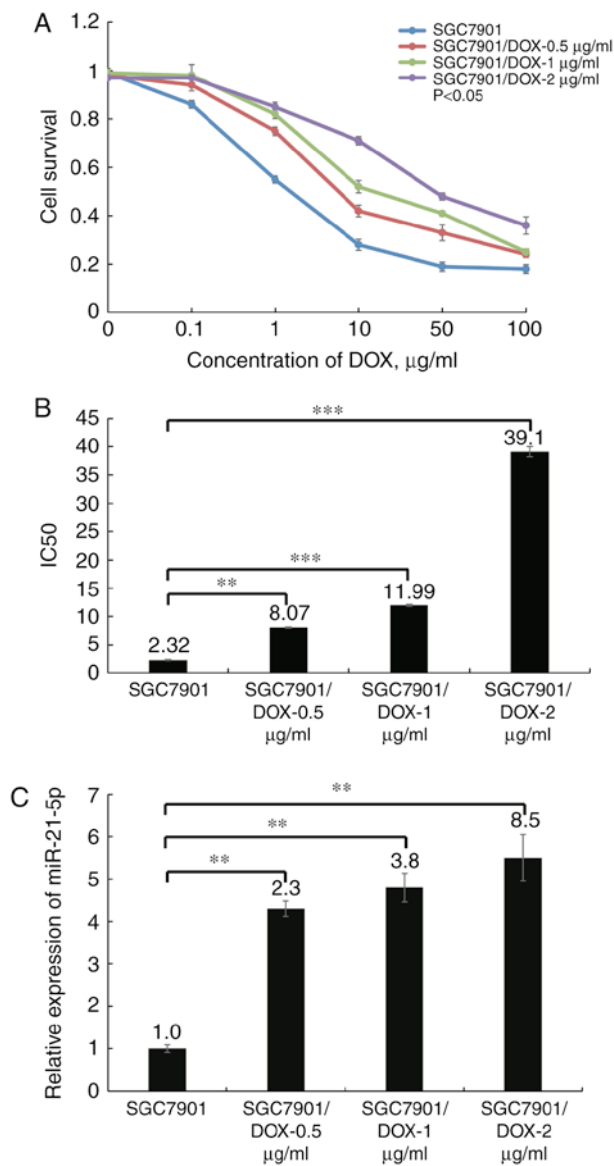 A
1.2
1
0.8
0.6
0.4
0.2
0
Cell survival
0 0.1 1 10 50 100
Concentration of DOX, µg/ml
SGC7901
SGC7901/DOX-0.5 µg/ml
SGC7901/DOX-1 µg/ml
SGC7901/DOX-2 µg/ml
P<0.05
B
45
40
35
30
25
20
15
10
5
0
IC50
***
***
**
2.32
8.07
11.99
39.1
SGC7901
SGC7901/
DOX-0.5
µg/ml
SGC7901/
DOX-1
µg/ml
SGC7901/
DOX-2
µg/ml
C
7
6
5
4
3
2
1
0
Relative expression of miR-21-5p
**
**
**
1.0
2.3
3.8
8.5
SGC7901
SGC7901/
DOX-0.5
µg/ml
SGC7901/
DOX-1
µg/ml
SGC7901/
DOX-2
µg/ml